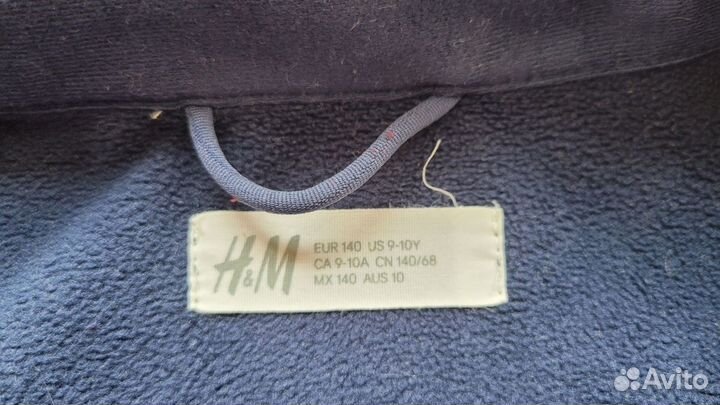 H&M
EUR 140 US 9-10Y
CA 9-10A CN 140/68
MX 140 AUS 10
Avito